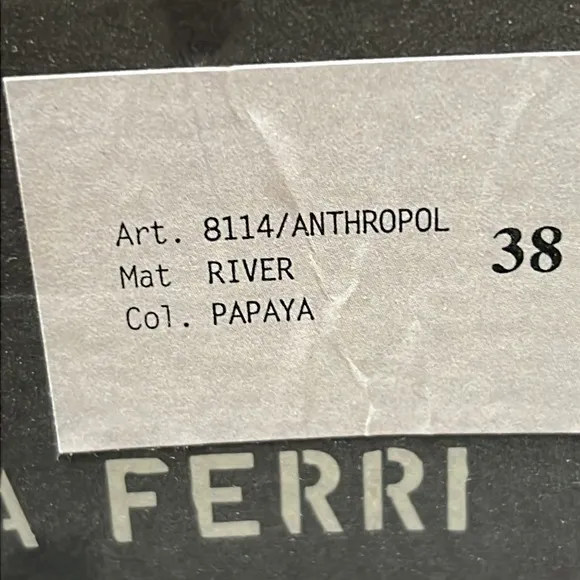 Art. 8114/ANTHROPOL 38
Mat RIVER
Col. PAPAYA
A FERRI